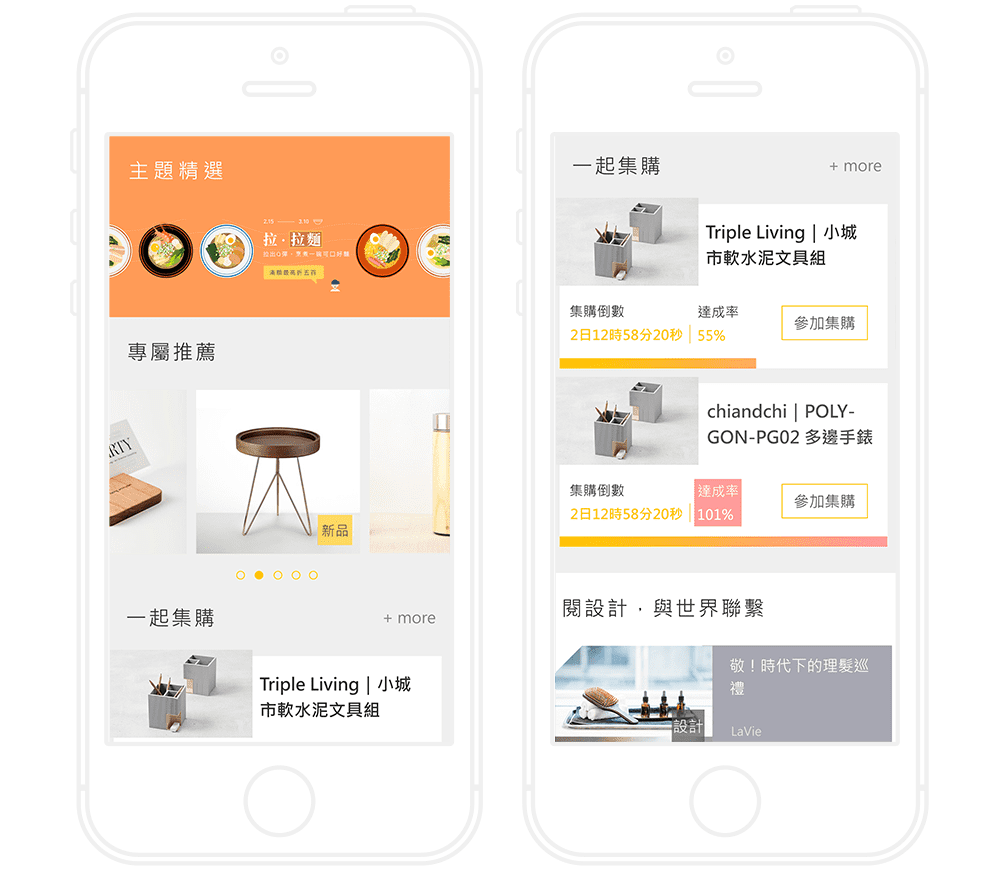 主題精選
2.15 3.10
拉·拉麵
滿額最高折五百
專屬推薦
新品
一起集購
+ more
Triple Living | 小城
市軟水泥文具組
一起集購
+ more
Triple Living | 小城
市軟水泥文具組
集購倒數
達成率
2日12時58分20秒
55%
參加集購
chiandchi | POLY-
GON-PG02 多邊手錶
集購倒數
達成率
2日12時58分20秒
101%
參加集購
閱設計，與世界聯繫
敬！時代下的理髮巡
禮
設計
LaVie